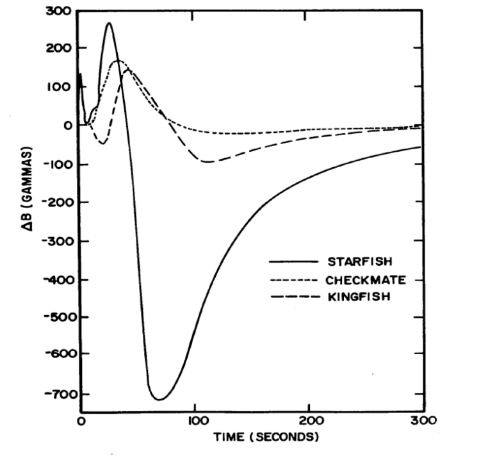 300
200
100
0
-100
-200
-300
-400
-500
-600
-700
ΔB (GAMMAS)
STARFISH
CHECKMATE
KINGFISH
0 100 200 300
TIME (SECONDS)